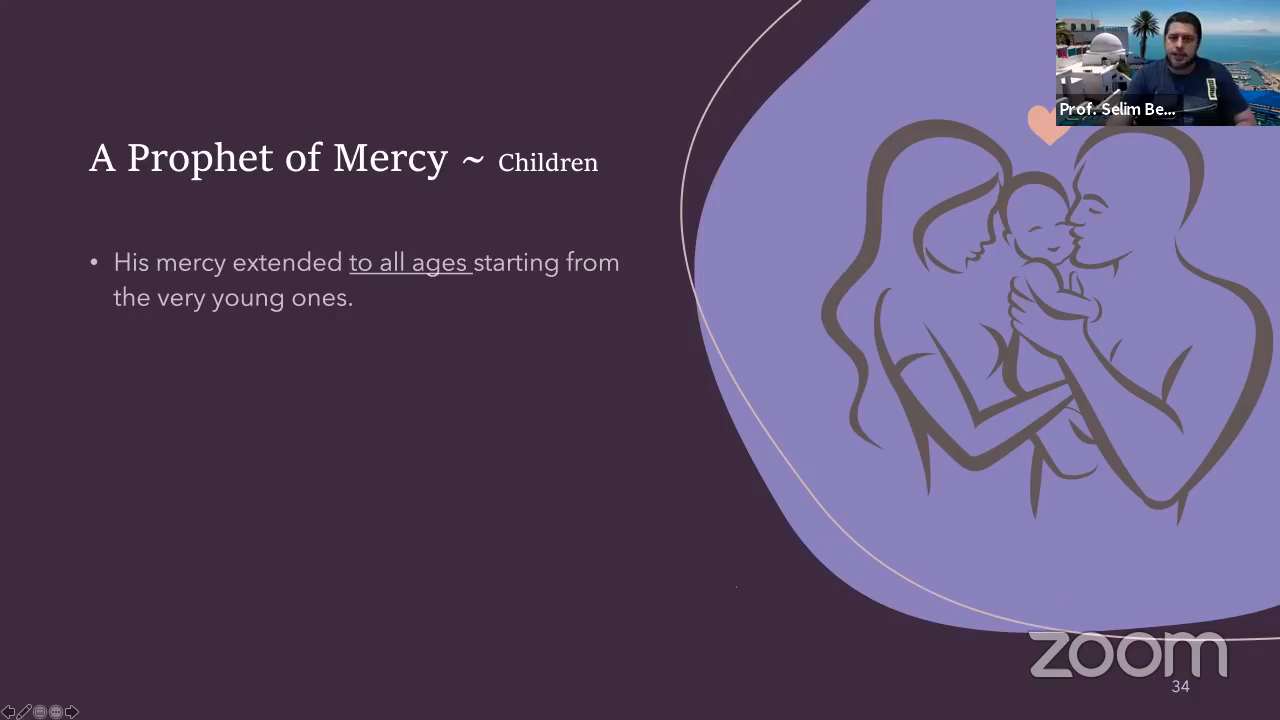 Prof. Selim Be...
A Prophet of Mercy ~ Children
• His mercy extended to all ages starting from
the very young ones.
zoom
34